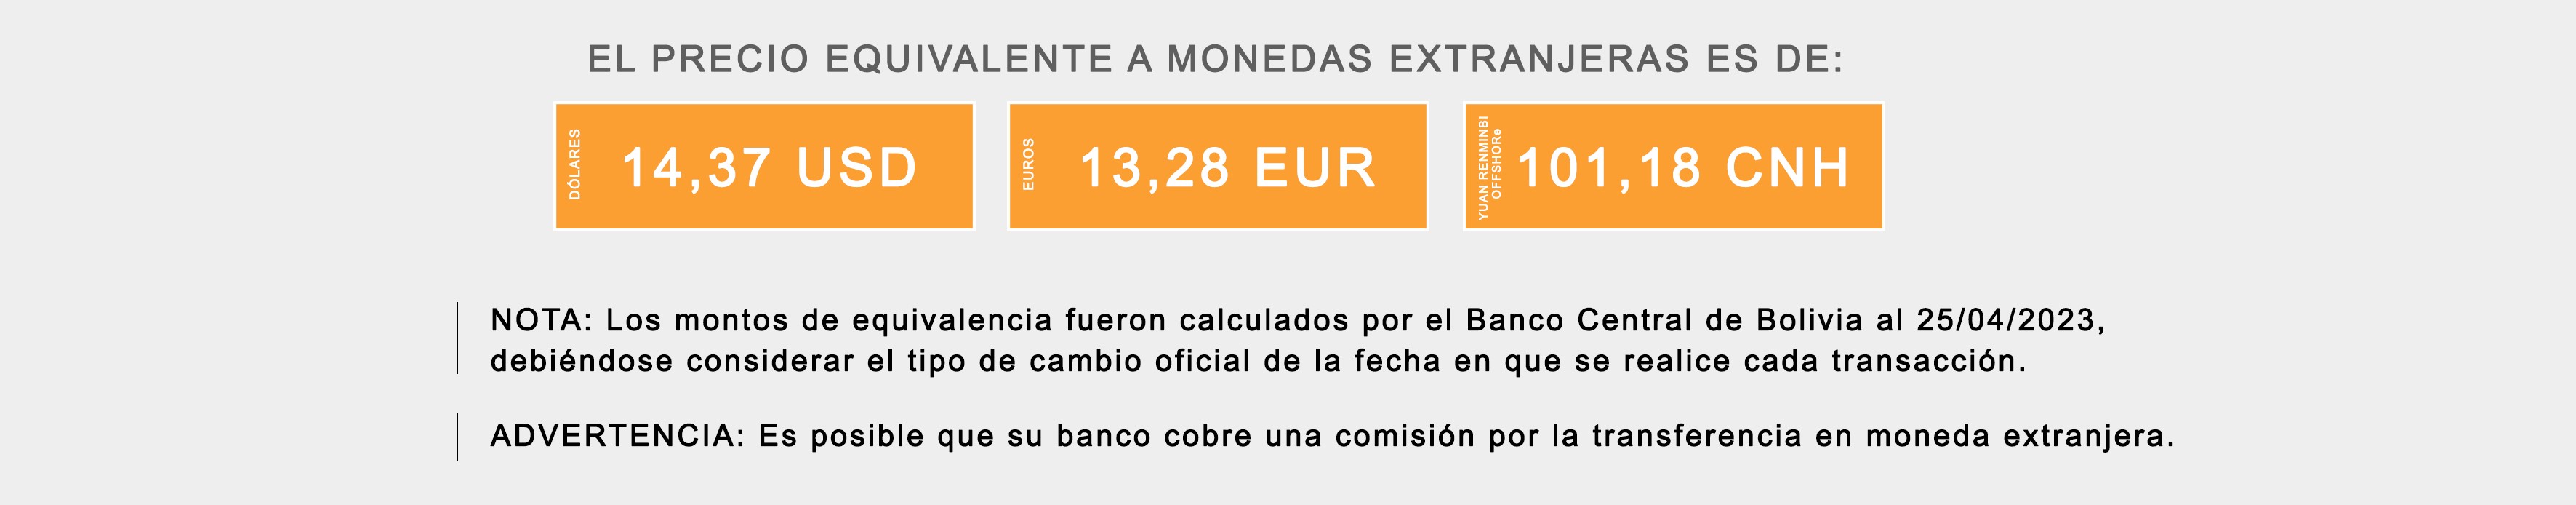 EL PRECIO EQUIVALENTE A MONEDAS EXTRANJERAS ES DE:
DÓLARES
14,37 USD
EUROS
13,28 EUR
YUAN RENMINBI
OFFSHORe
101,18 CNH
NOTA: Los montos de equivalencia fueron calculados por el Banco Central de Bolivia al 25/04/2023,
debiéndose considerar el tipo de cambio oficial de la fecha en que se realice cada transacción.
ADVERTENCIA: Es posible que su banco cobre una comisión por la transferencia en moneda extranjera.